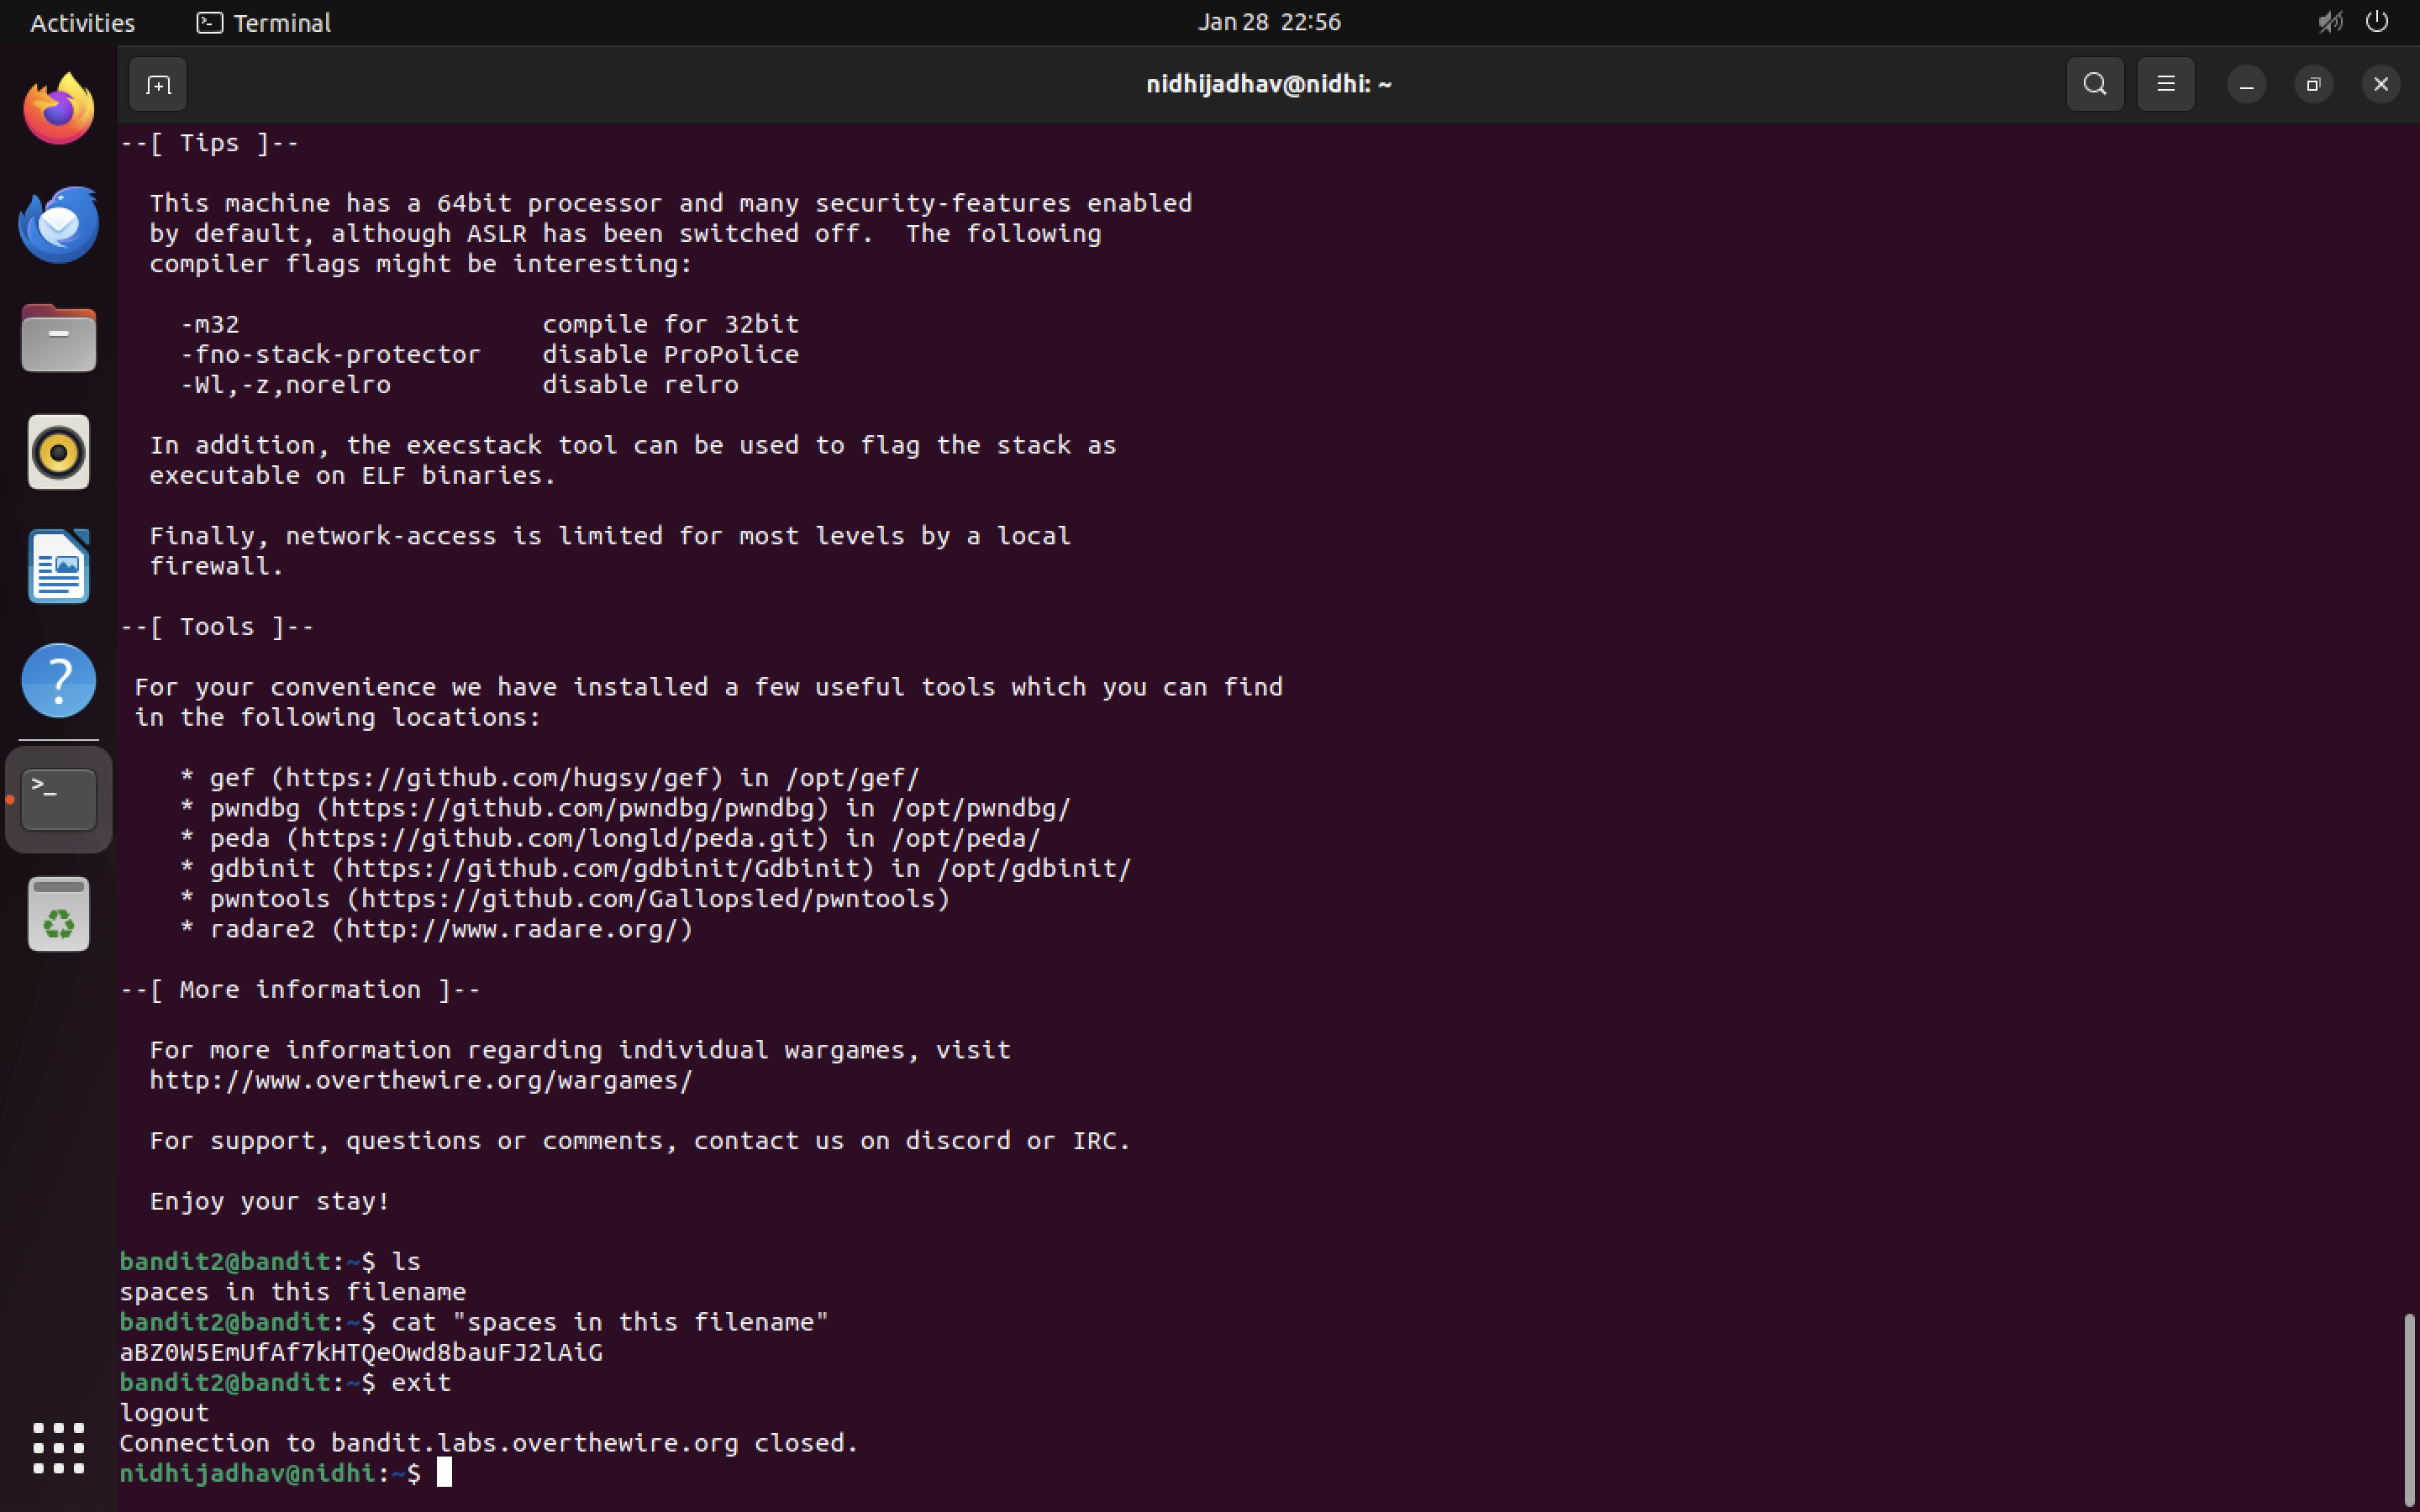 Activities Terminal Jan 28 22:56
nidhijadhav@nidhi: ~
--[ Tips ]--
This machine has a 64bit processor and many security-features enabled
by default, although ASLR has been switched off.  The following
compiler flags might be interesting:
-m32                    compile for 32bit
-fno-stack-protector    disable ProPolice
-Wl,-z,norelro          disable relro
In addition, the execstack tool can be used to flag the stack as
executable on ELF binaries.
Finally, network-access is limited for most levels by a local
firewall.
--[ Tools ]--
For your convenience we have installed a few useful tools which you can find
in the following locations:
* gef (https://github.com/hugsy/gef) in /opt/gef/
* pwndbg (https://github.com/pwndbg/pwndbg) in /opt/pwndbg/
* peda (https://github.com/longld/peda.git) in /opt/peda/
* gdbinit (https://github.com/gdbinit/Gdbinit) in /opt/gdbinit/
* pwntools (https://github.com/Gallopsled/pwntools)
* radare2 (http://www.radare.org/)
--[ More information ]--
For more information regarding individual wargames, visit
http://www.overthewire.org/wargames/
For support, questions or comments, contact us on discord or IRC.
Enjoy your stay!
bandit2@bandit:~$ ls
spaces in this filename
bandit2@bandit:~$ cat "spaces in this filename"
aBZ0W5EmUfAf7kHTQeOwd8bauFJ2lAiG
bandit2@bandit:~$ exit
logout
Connection to bandit.labs.overthewire.org closed.
nidhijadhav@nidhi:~$